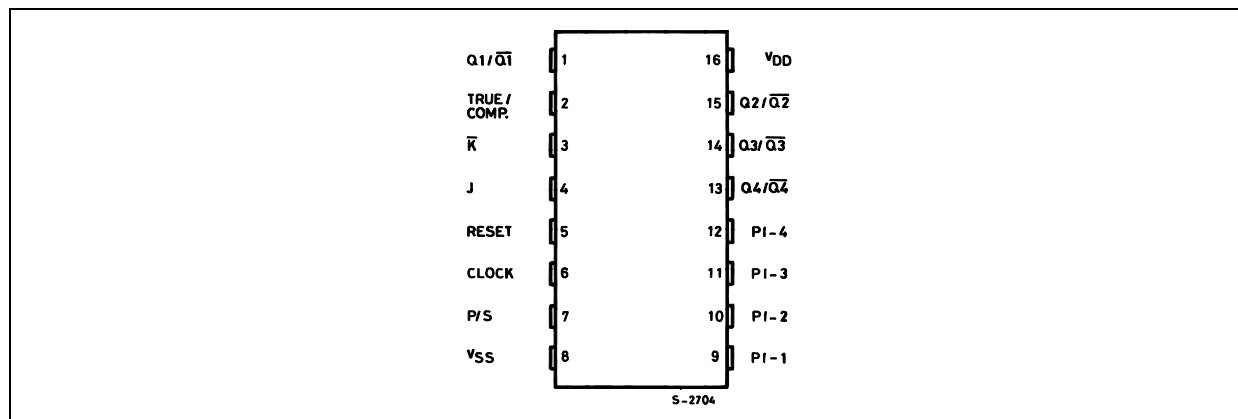 Q1/Q̅1̅ 1 16 VDD
TRUE/
COMP. 2 15 Q2/Q̅2̅
K̅ 3 14 Q3/Q̅3̅
J 4 13 Q4/Q̅4̅
RESET 5 12 PI-4
CLOCK 6 11 PI-3
P/S 7 10 PI-2
VSS 8 9 PI-1
S-2704